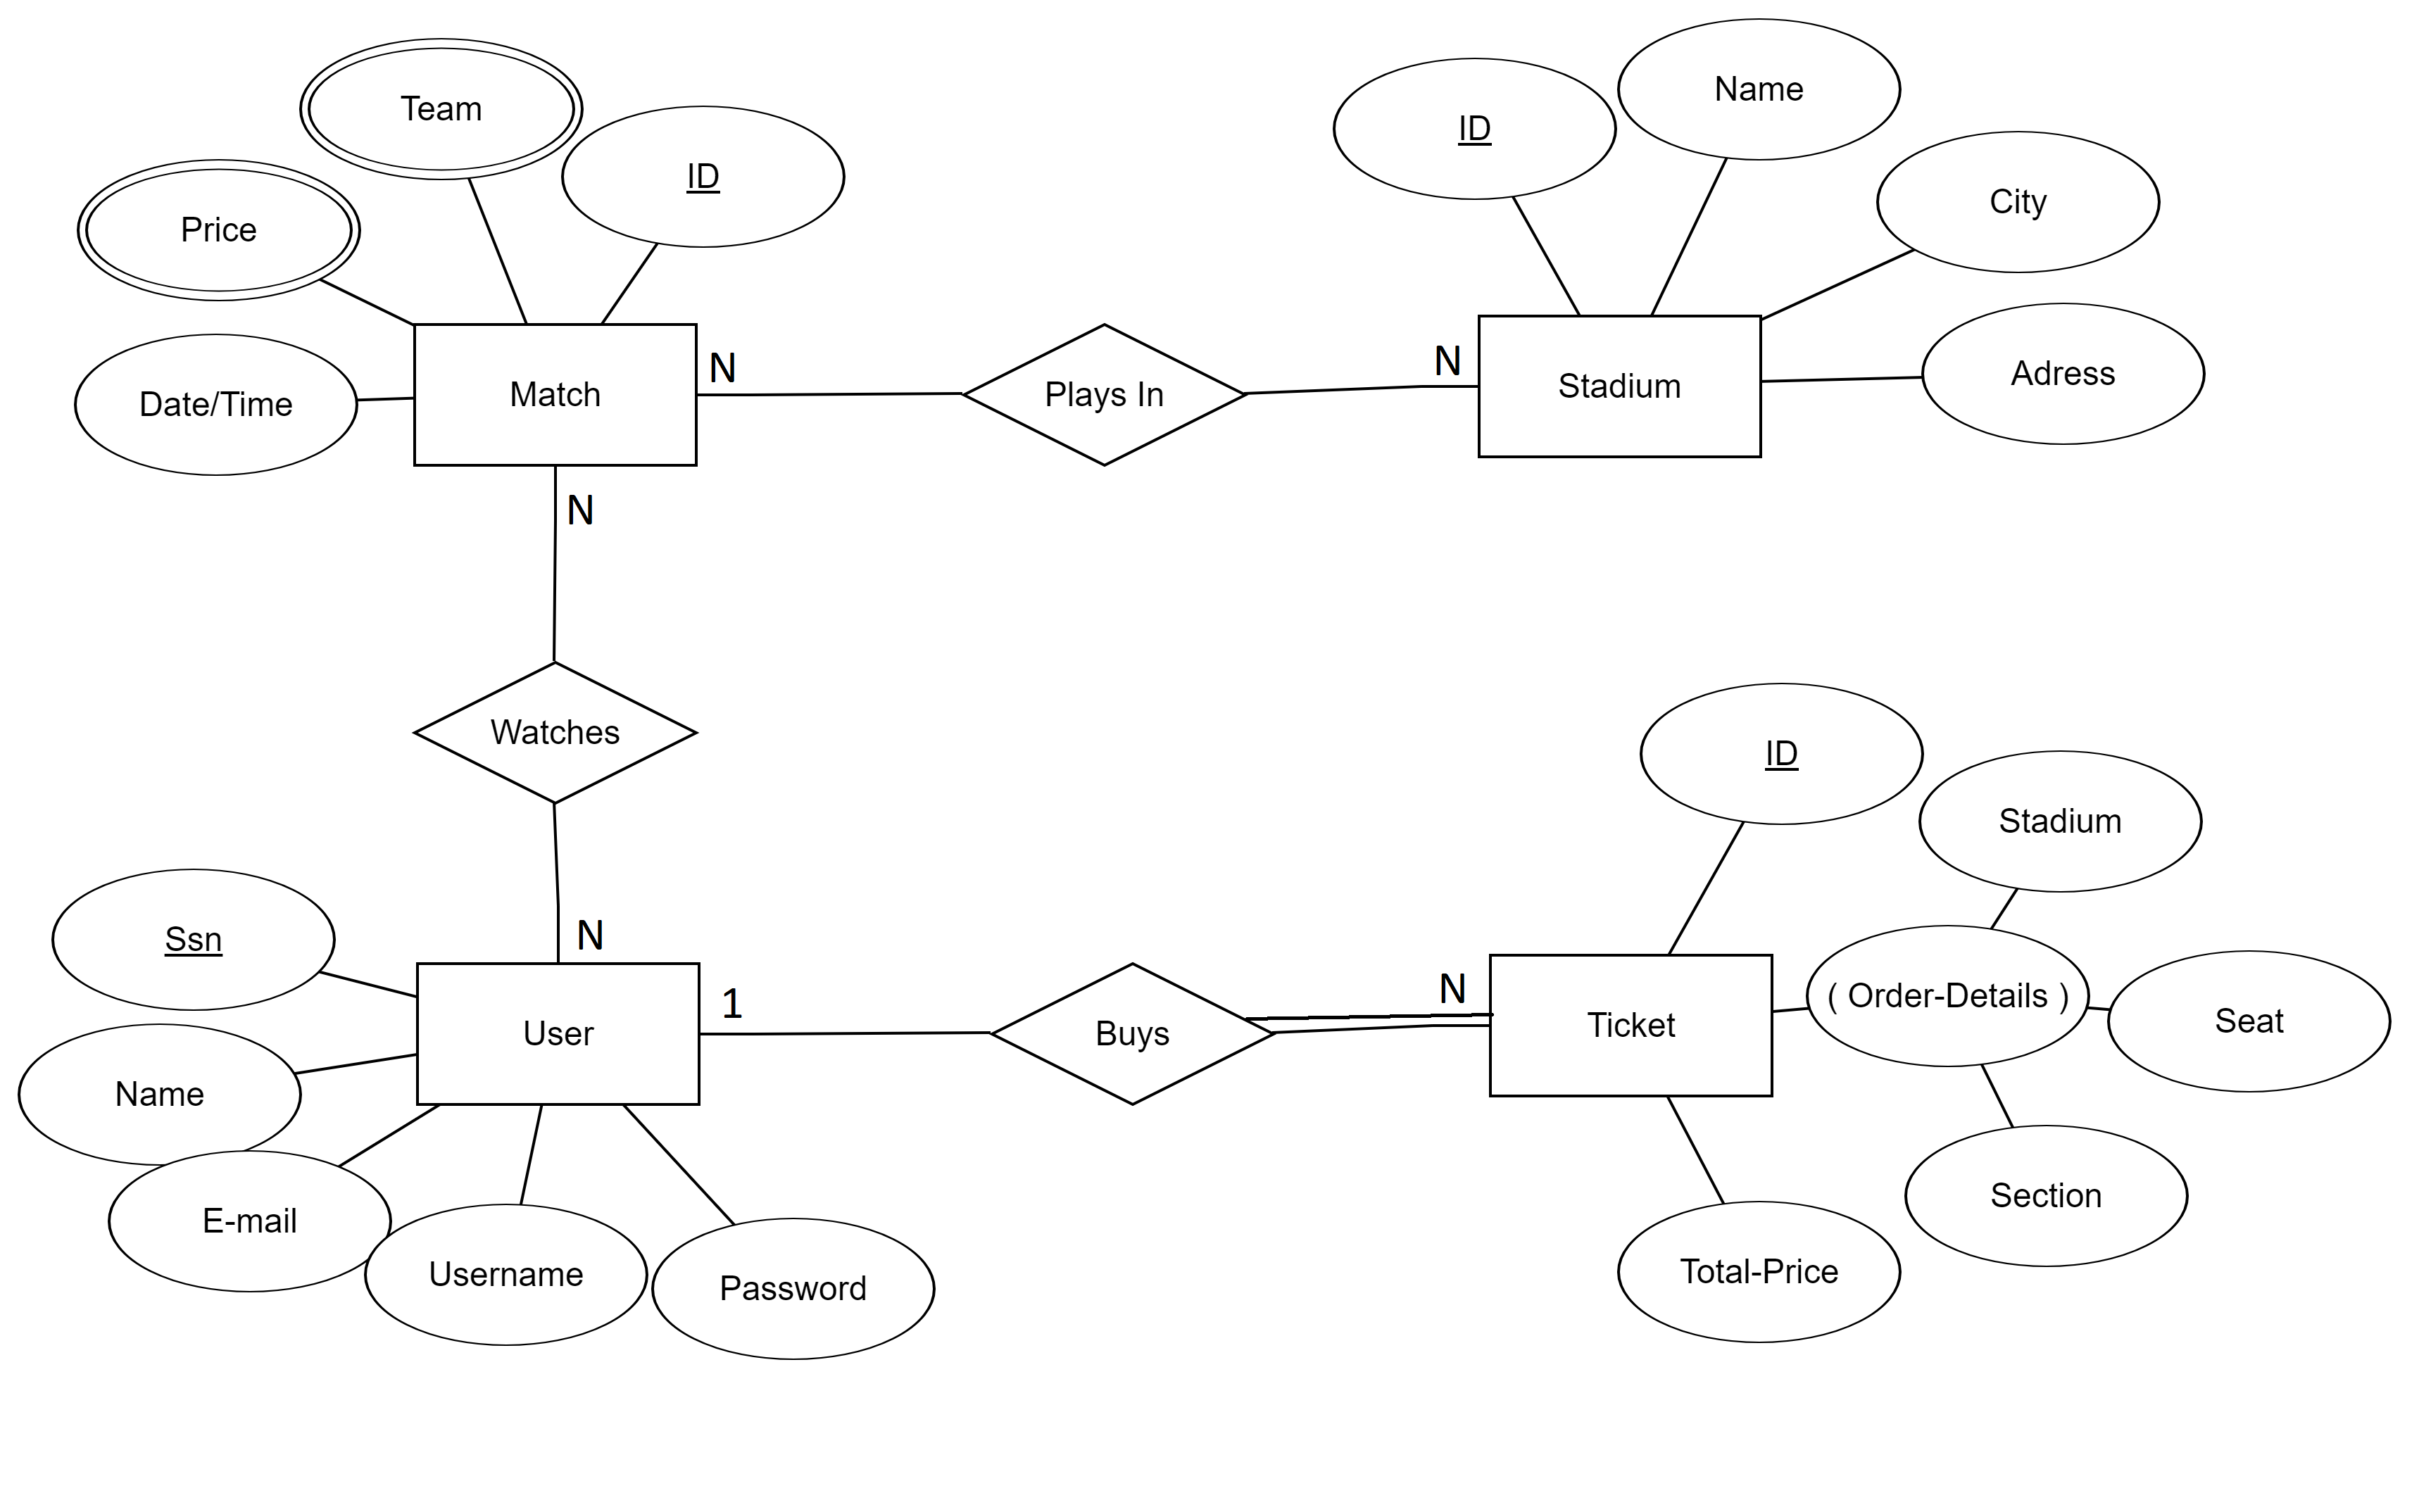 Team
ID
Price
Date/Time
Match
N
Plays In
N
Stadium
ID
Name
City
Adress
N
Watches
N
Ssn
Name
E-mail
Username
Password
User
1
Buys
N
Ticket
ID
Stadium
( Order-Details )
Seat
Section
Total-Price